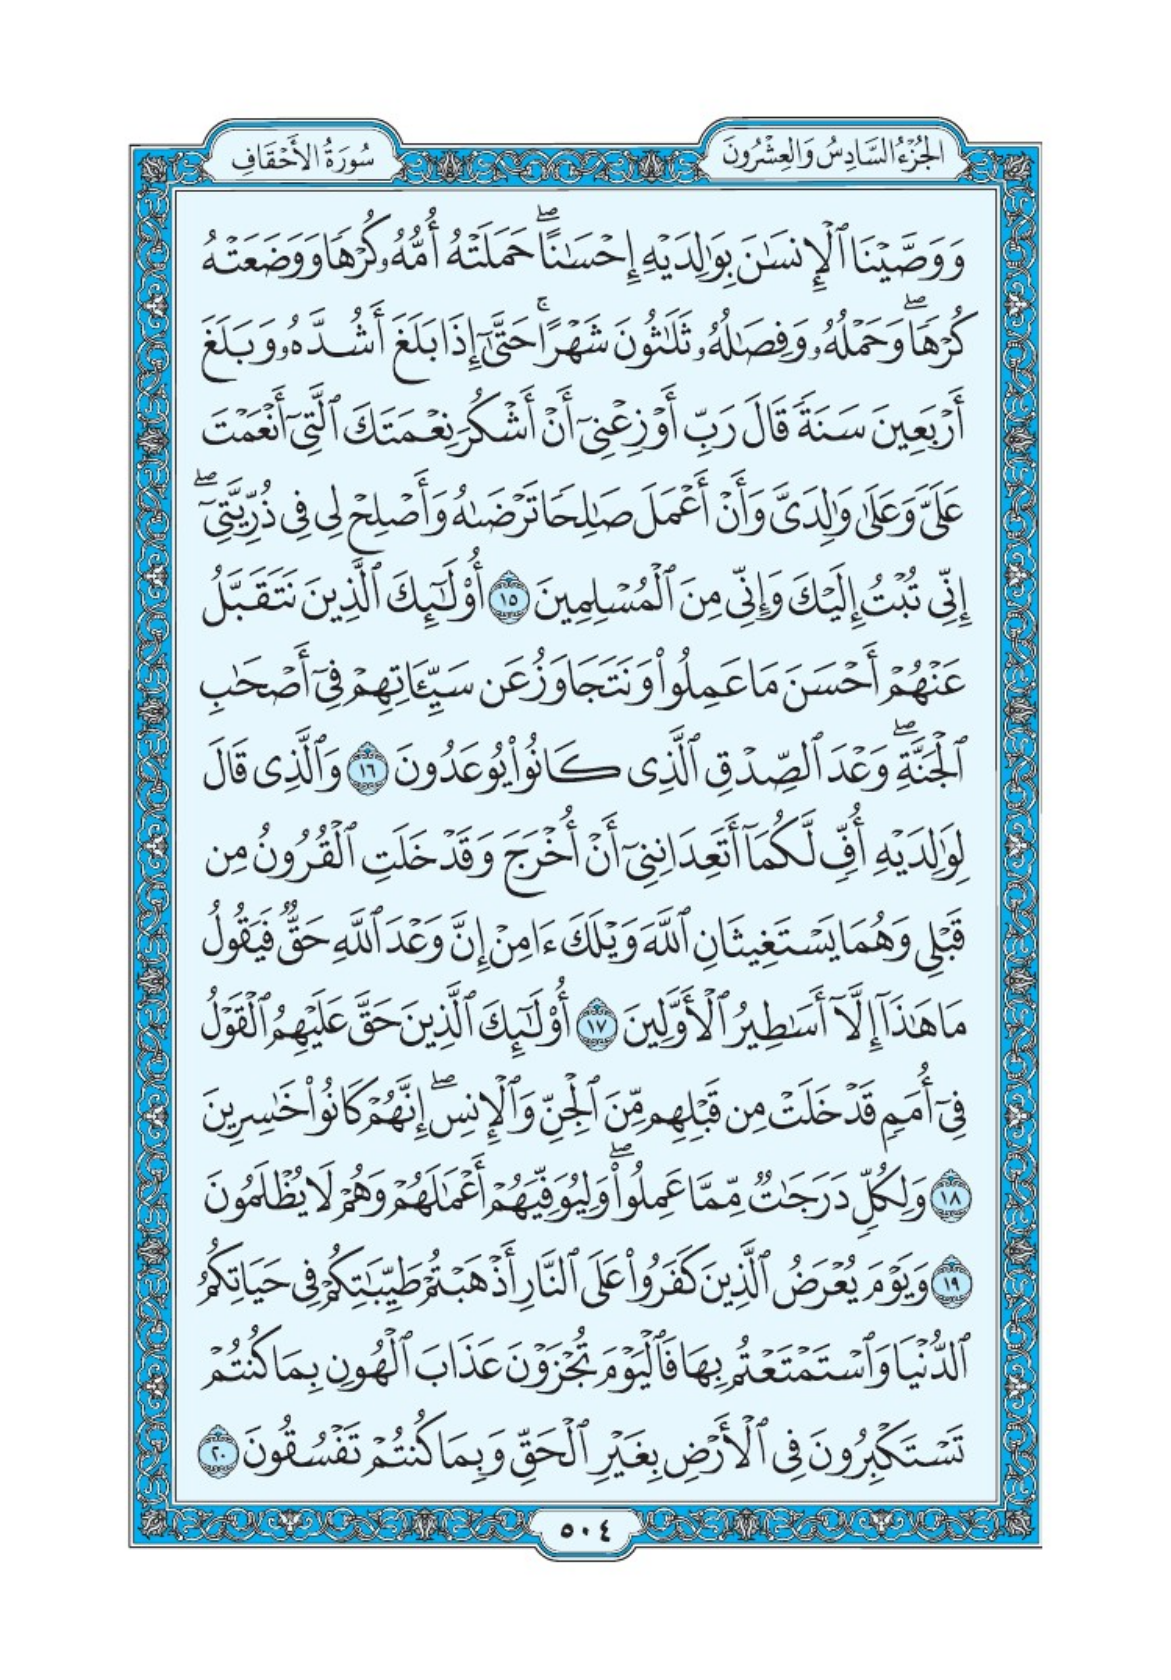 الجُزْءُ السَّادِسُ وَالعِشْرُونَ
سُورَةُ الأَحْقَافِ
وَوَصَّيْنَا ٱلْإِنسَٰنَ بِوَٰلِدَيْهِ إِحْسَٰنًاۖ حَمَلَتْهُ أُمُّهُۥ كُرْهًا وَوَضَعَتْهُ
كُرْهًاۖ وَحَمْلُهُۥ وَفِصَٰلُهُۥ ثَلَٰثُونَ شَهْرًاۚ حَتَّىٰٓ إِذَا بَلَغَ أَشُدَّهُۥ وَبَلَغَ
أَرْبَعِينَ سَنَةً قَالَ رَبِّ أَوْزِعْنِىٓ أَنْ أَشْكُرَ نِعْمَتَكَ ٱلَّتِىٓ أَنْعَمْتَ
عَلَىَّ وَعَلَىٰ وَٰلِدَىَّ وَأَنْ أَعْمَلَ صَٰلِحًا تَرْضَىٰهُ وَأَصْلِحْ لِى فِى ذُرِّيَّتِىٓۖ
إِنِّى تُبْتُ إِلَيْكَ وَإِنِّى مِنَ ٱلْمُسْلِمِينَ ١٥ أُو۟لَٰٓئِكَ ٱلَّذِينَ نَتَقَبَّلُ
عَنْهُمْ أَحْسَنَ مَا عَمِلُوا۟ وَنَتَجَاوَزُ عَن سَيِّـَٔاتِهِمْ فِىٓ أَصْحَٰبِ
ٱلْجَنَّةِۖ وَعْدَ ٱلصِّدْقِ ٱلَّذِى كَانُوا۟ يُوعَدُونَ ١٦ وَٱلَّذِى قَالَ
لِوَٰلِدَيْهِ أُفٍّ لَّكُمَآ أَتَعِدَانِنِىٓ أَنْ أُخْرَجَ وَقَدْ خَلَتِ ٱلْقُرُونُ مِن
قَبْلِى وَهُمَا يَسْتَغِيثَانِ ٱللَّهَ وَيْلَكَ ءَامِنْ إِنَّ وَعْدَ ٱللَّهِ حَقٌّ فَيَقُولُ
مَا هَٰذَآ إِلَّآ أَسَٰطِيرُ ٱلْأَوَّلِينَ ١٧ أُو۟لَٰٓئِكَ ٱلَّذِينَ حَقَّ عَلَيْهِمُ ٱلْقَوْلُ
فِىٓ أُمَمٍ قَدْ خَلَتْ مِن قَبْلِهِم مِّنَ ٱلْجِنِّ وَٱلْإِنسِۖ إِنَّهُمْ كَانُوا۟ خَٰسِرِينَ
١٨ وَلِكُلٍّ دَرَجَٰتٌ مِّمَّا عَمِلُوا۟ۖ وَلِيُوَفِّيَهُمْ أَعْمَٰلَهُمْ وَهُمْ لَا يُظْلَمُونَ
١٩ وَيَوْمَ يُعْرَضُ ٱلَّذِينَ كَفَرُوا۟ عَلَى ٱلنَّارِ أَذْهَبْتُمْ طَيِّبَٰتِكُمْ فِى حَيَاتِكُمُ
ٱلدُّنْيَا وَٱسْتَمْتَعْتُم بِهَا فَٱلْيَوْمَ تُجْزَوْنَ عَذَابَ ٱلْهُونِ بِمَا كُنتُمْ
تَسْتَكْبِرُونَ فِى ٱلْأَرْضِ بِغَيْرِ ٱلْحَقِّ وَبِمَا كُنتُمْ تَفْسُقُونَ ٢٠
٥٠٤